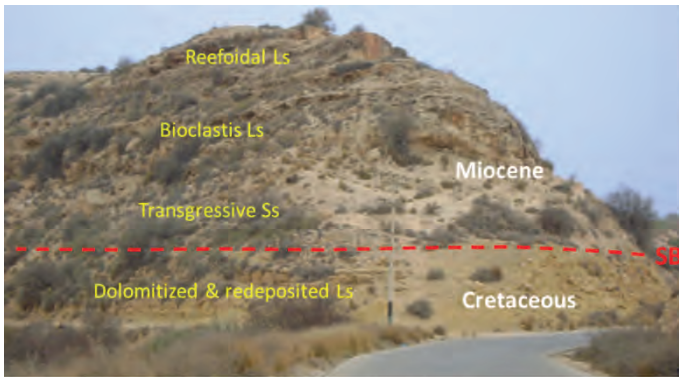 Reefoidal Ls
Bioclastis Ls
Miocene
Transgressive Ss
SB
Dolomitized & redeposited Ls
Cretaceous